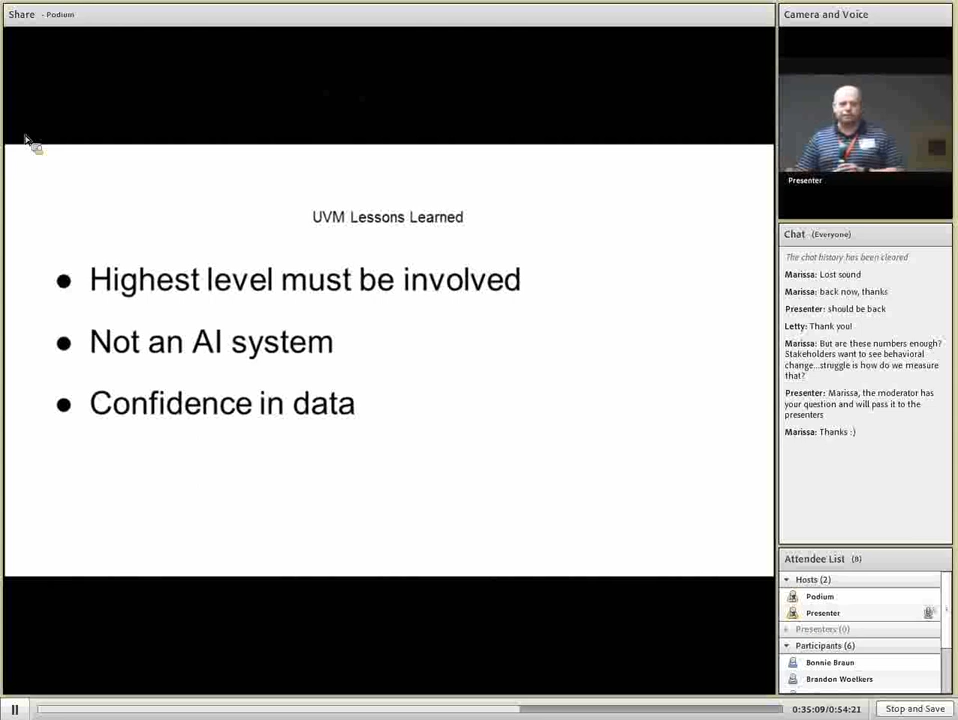 Share - Podium
UVM Lessons Learned
● Highest level must be involved
● Not an AI system
● Confidence in data
Camera and Voice
Presenter
Chat (Everyone)
The chat history has been cleared
Marissa: Lost sound
Marissa: back now, thanks
Presenter: should be back
Letty: Thank you!
Marissa: But are these numbers enough?
Stakeholders want to see behavioral
change...struggle is how do we measure
that?
Presenter: Marissa, the moderator has
your question and will pass it to the
presenters
Marissa: Thanks :)
Attendee List (8)
Hosts (2)
Podium
Presenter
Presenters (0)
Participants (6)
Bonnie Braun
Brandon Woelkers
0:35:09/0:54:21
Stop and Save